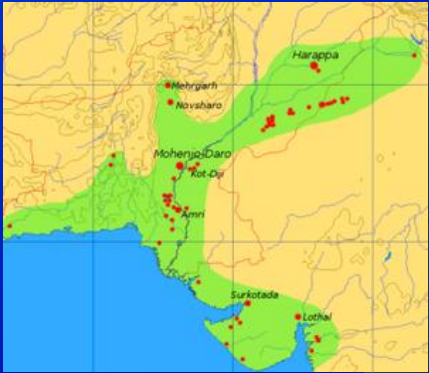 Harappa
Mehrgarh
Novsharo
Mohenjo-Daro
Kot-Diji
Amri
Surkotada
Lothal